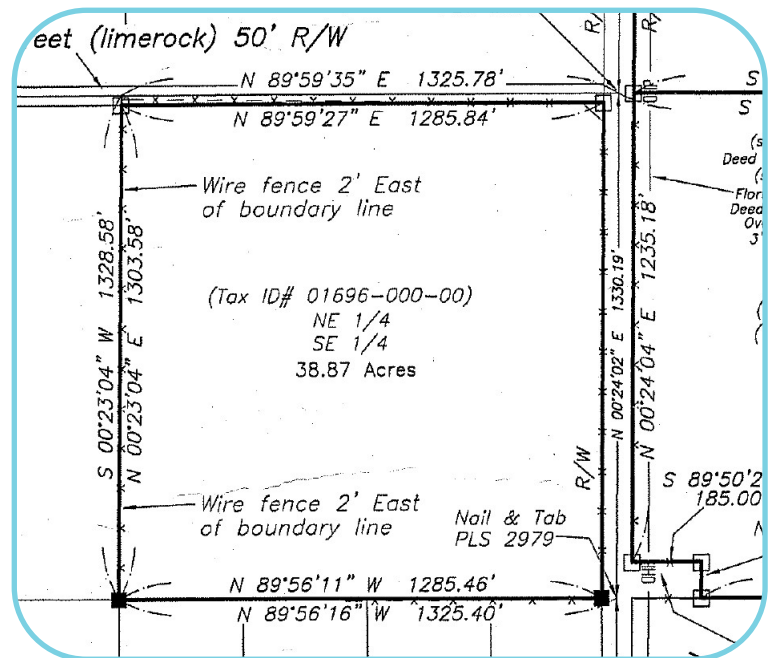 eet (limerock) 50' R/W
R/
R/
N 89°59'35" E 1325.78'
N 89°59'27" E 1285.84'
S
S
(s
Deed
(s
Flor
Deed
Ov
3'
Wire fence 2' East
of boundary line
S 00°23'04" W 1328.58'
N 00°23'04" E 1303.58'
(Tax ID# 01696-000-00)
NE 1/4
SE 1/4
38.87 Acres
N 00°24'02" E 1330.19'
N 00°24'04" E 1235.18'
R/W
S 89°50'2
185.00
Wire fence 2' East
of boundary line
Nail & Tab
PLS 2979
N
N 89°56'11" W 1285.46'
N 89°56'16" W 1325.40'